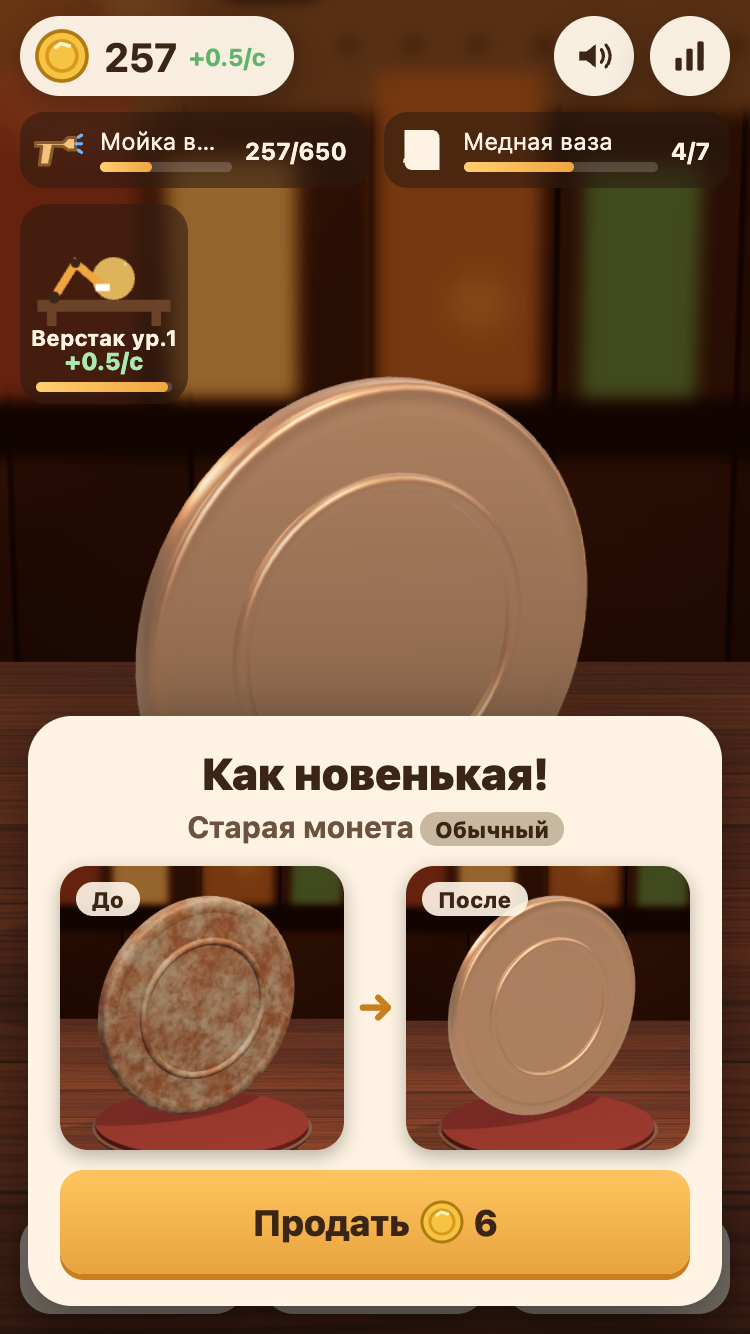 257 +0.5/с
Мойка в... 257/650
Медная ваза 4/7
Верстак ур.1
+0.5/с
Как новенькая!
Старая монета Обычный
До
После
Продать 6